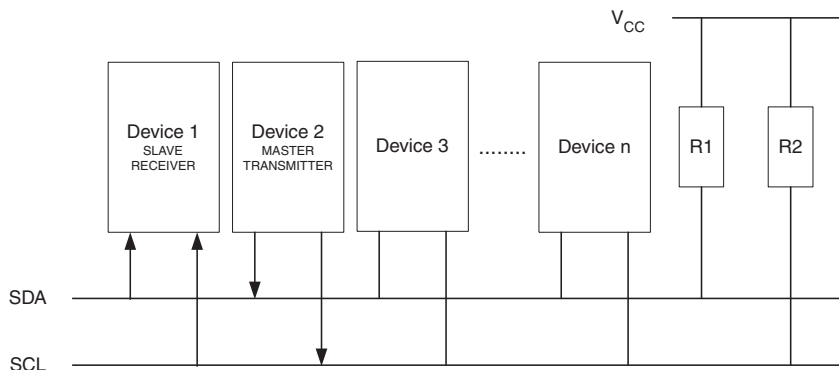 VCC
Device 1
SLAVE
RECEIVER
Device 2
MASTER
TRANSMITTER
Device 3
........
Device n
R1
R2
SDA
SCL